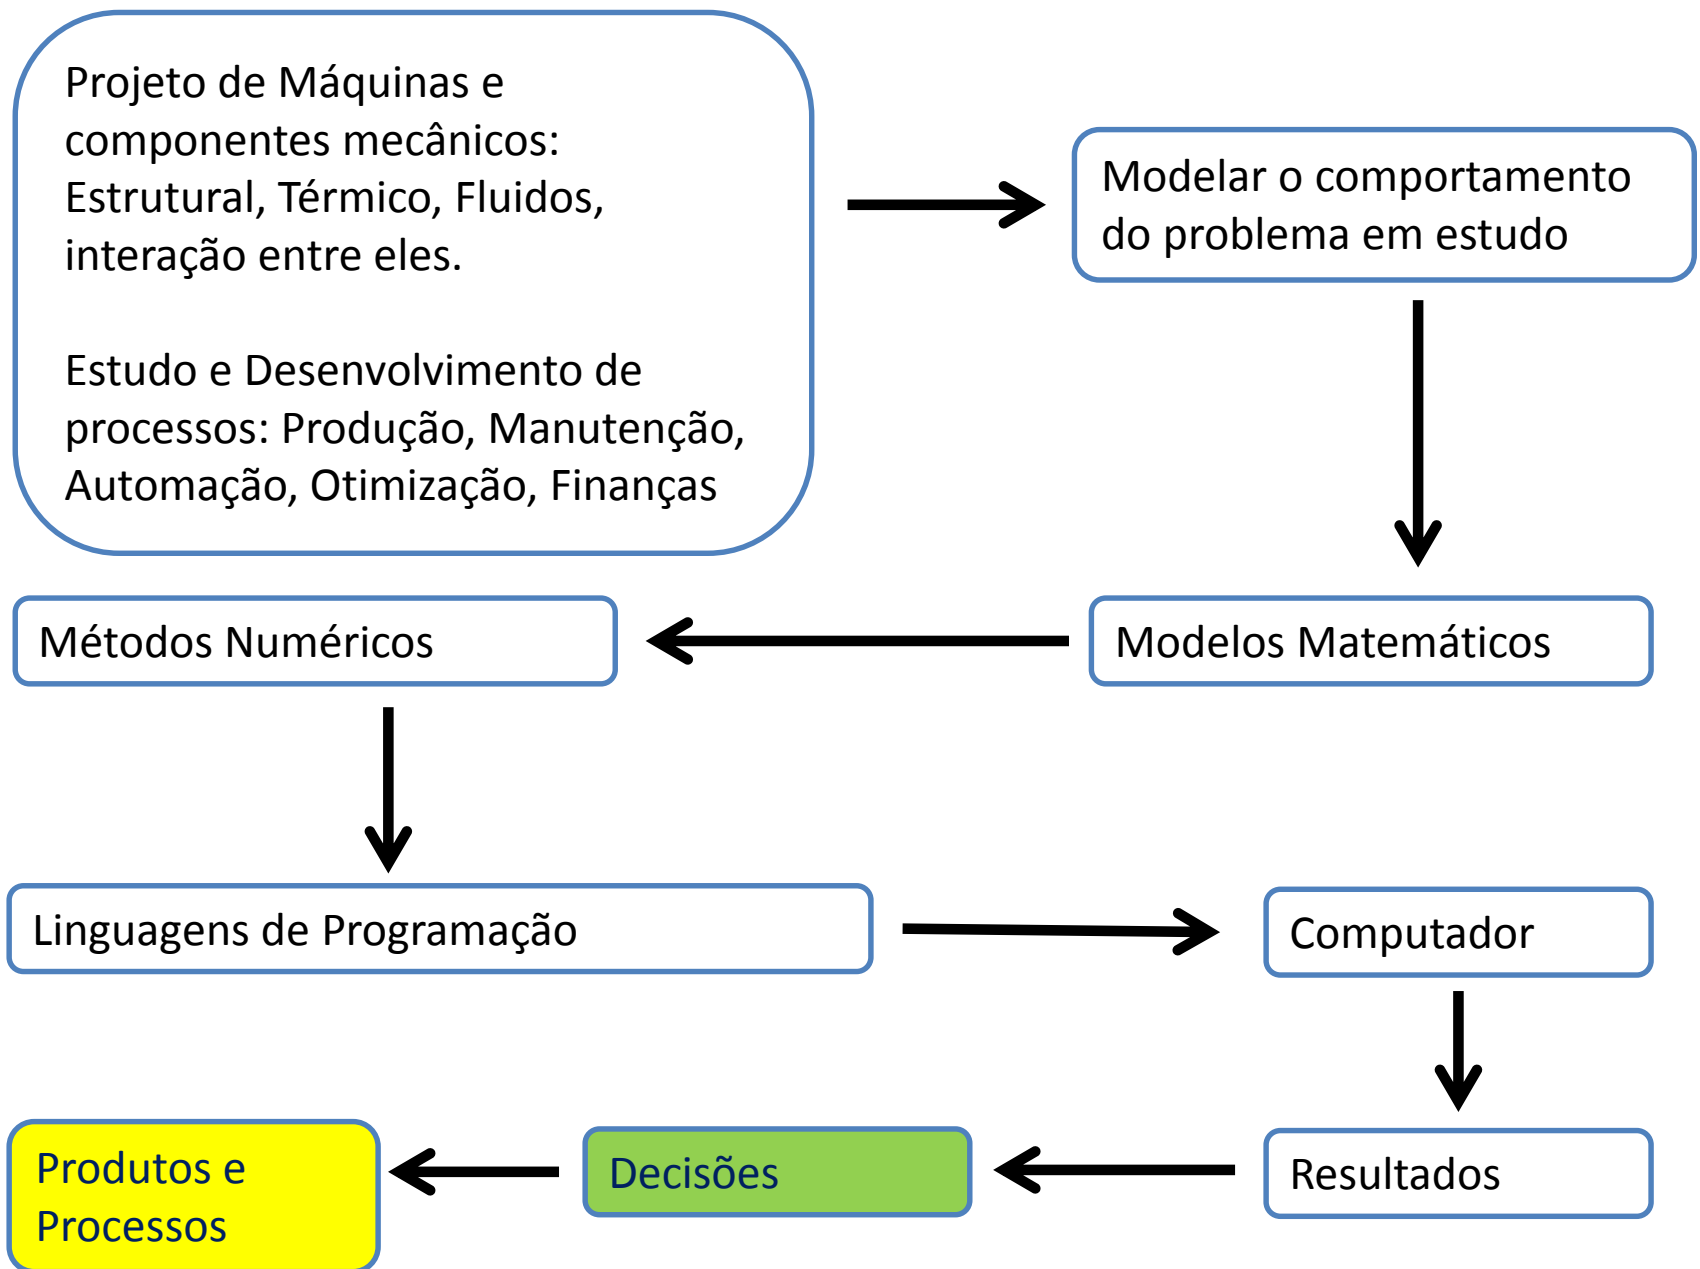 Projeto de Máquinas e
componentes mecânicos:
Estrutural, Térmico, Fluidos,
interação entre eles.
Estudo e Desenvolvimento de
processos: Produção, Manutenção,
Automação, Otimização, Finanças
Modelar o comportamento
do problema em estudo
Modelos Matemáticos
Métodos Numéricos
Linguagens de Programação
Computador
Resultados
Decisões
Produtos e
Processos